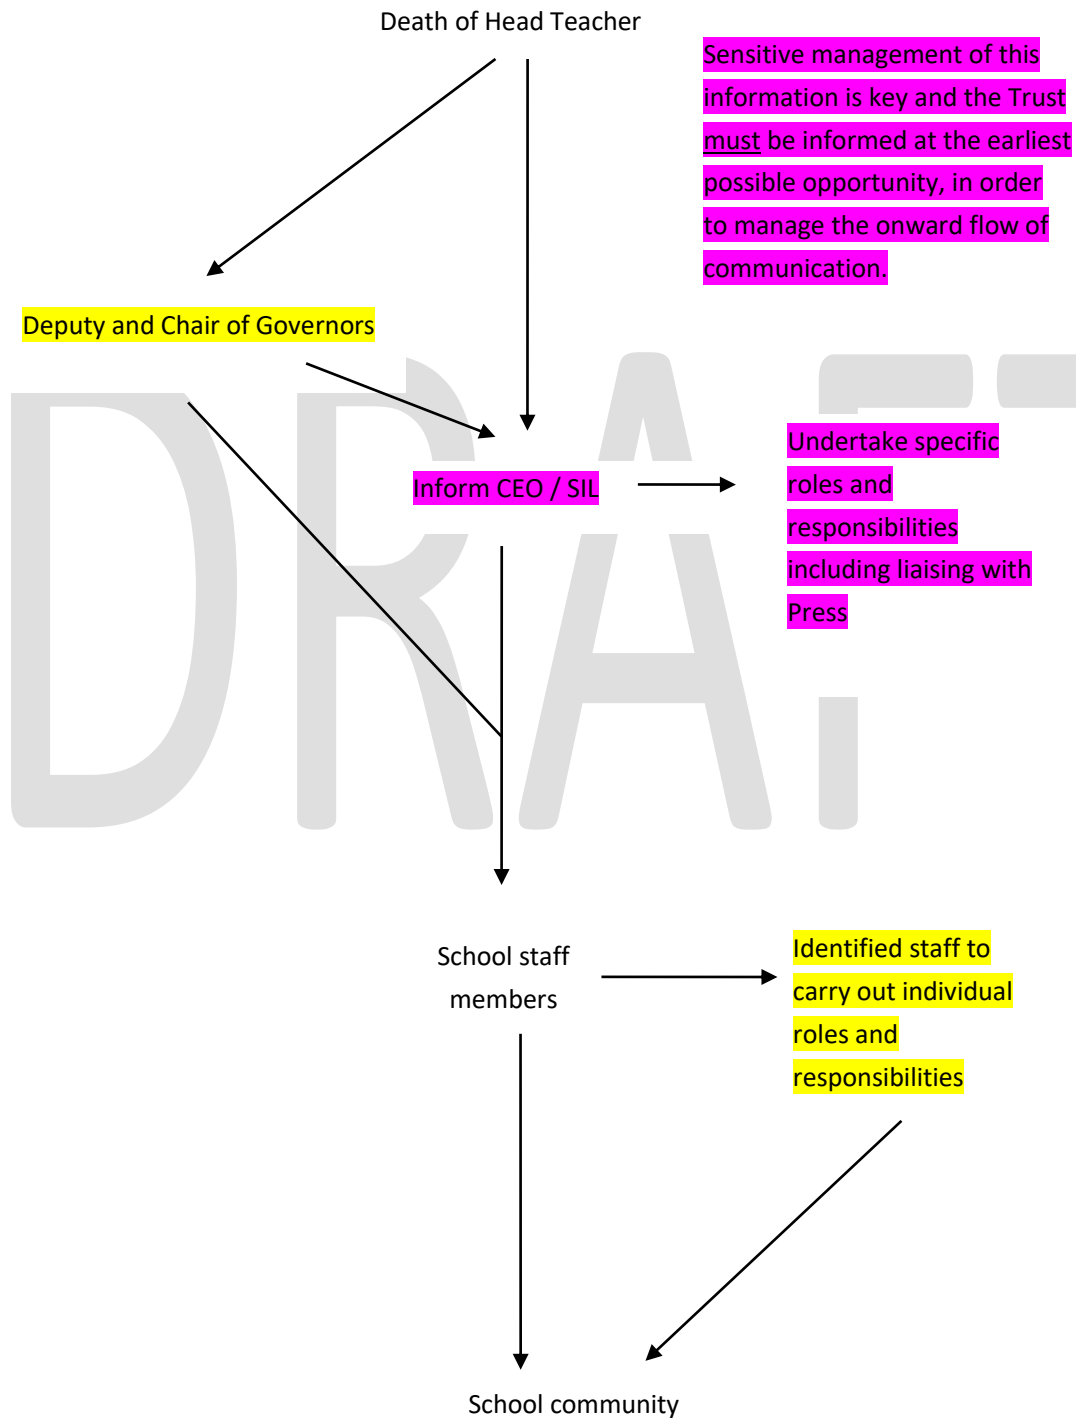 Death of Head Teacher
Sensitive management of this
information is key and the Trust
must be informed at the earliest
possible opportunity, in order
to manage the onward flow of
communication.
Deputy and Chair of Governors
Inform CEO / SIL
Undertake specific
roles and
responsibilities
including liaising with
Press
DRAFT
School staff
members
Identified staff to
carry out individual
roles and
responsibilities
School community